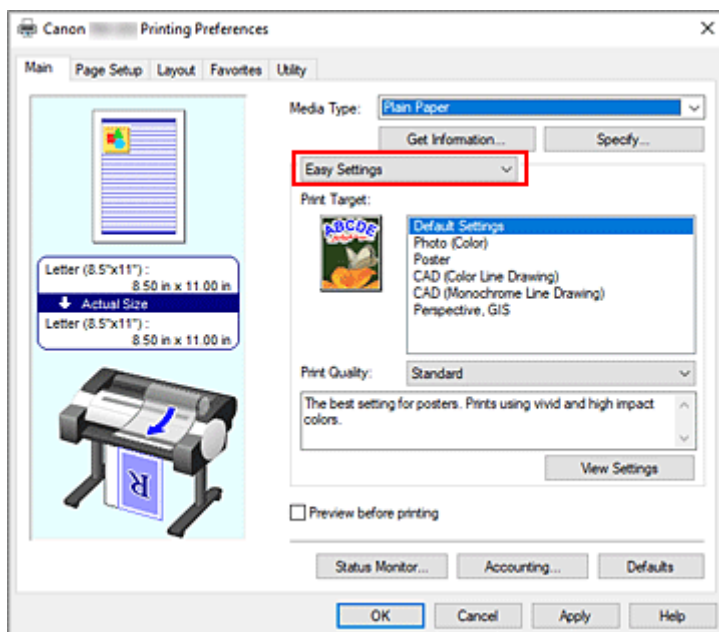 Canon Printing Preferences
Main Page Setup Layout Favorites Utility
Media Type: Plain Paper
Get Information... Specify...
Easy Settings
Print Target:
ABCDE
Default Settings
Photo (Color)
Poster
CAD (Color Line Drawing)
CAD (Monochrome Line Drawing)
Perspective, GIS
Letter (8.5"x11") :
8.50 in x 11.00 in
Actual Size
Letter (8.5"x11") :
8.50 in x 11.00 in
R
Print Quality: Standard
The best setting for posters. Prints using vivid and high impact
colors.
View Settings
Preview before printing
Status Monitor... Accounting... Defaults
OK Cancel Apply Help